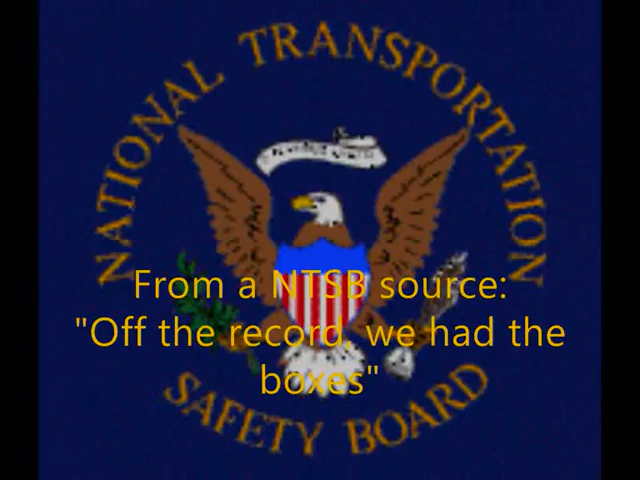 NATIONAL TRANSPORTATION
From a NTSB source:
"Off the record, we had the
boxes"
SAFETY BOARD